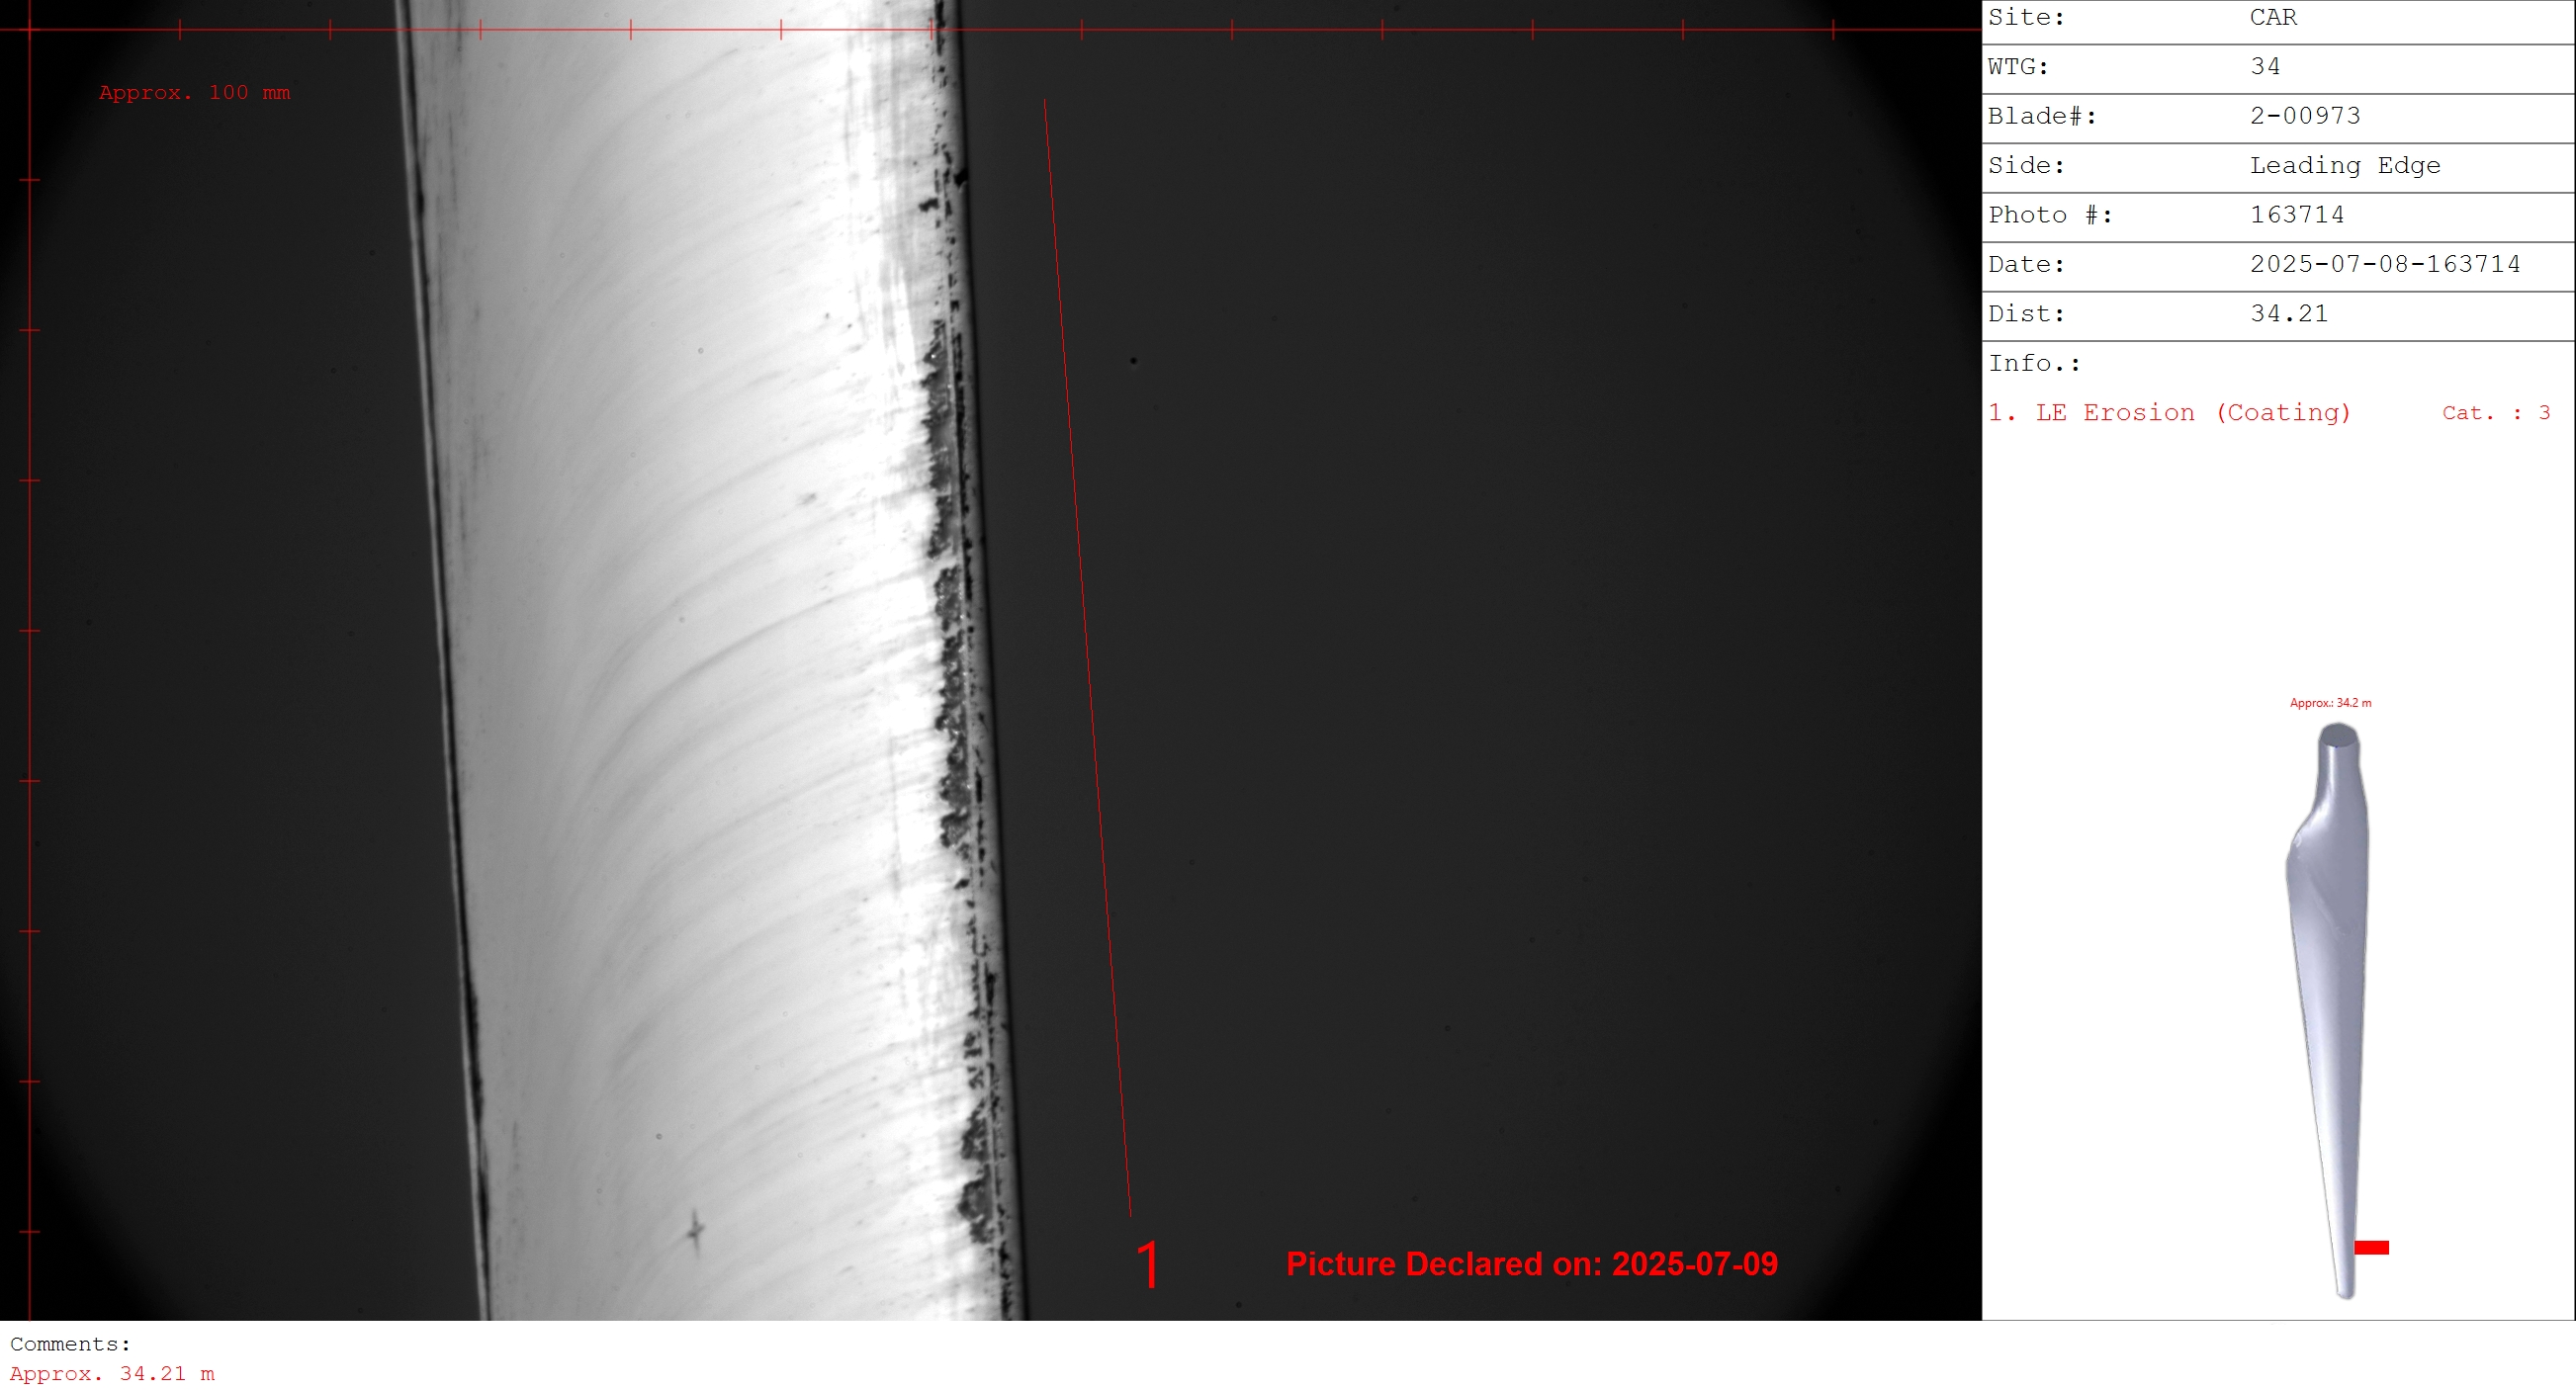 Approx. 100 mm
1
Picture Declared on: 2025-07-09
Site: CAR
WTG: 34
Blade#: 2-00973
Side: Leading Edge
Photo #: 163714
Date: 2025-07-08-163714
Dist: 34.21
Info.:
1. LE Erosion (Coating) Cat. : 3
Approx.: 34.2 m
Comments:
Approx. 34.21 m